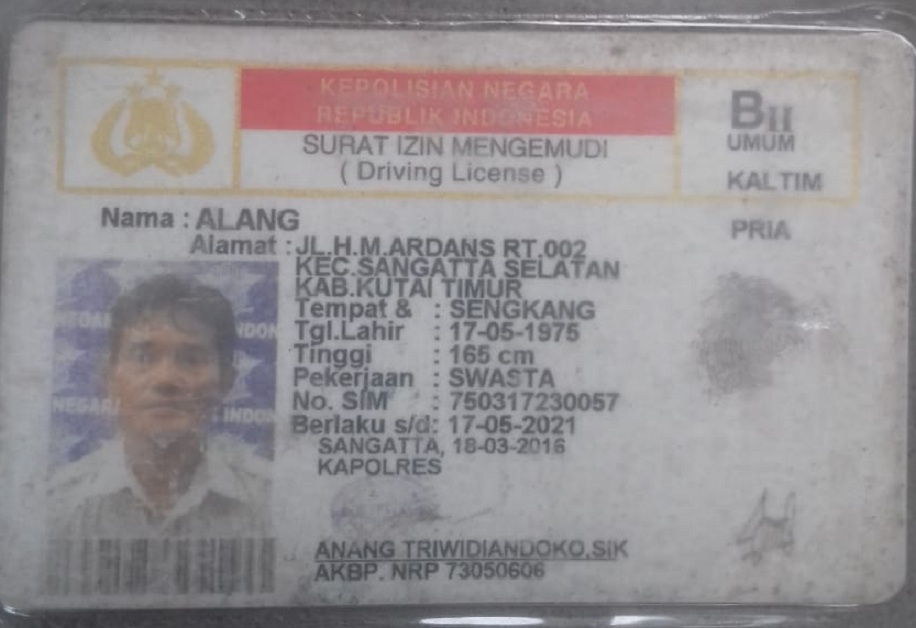 KEPOLISIAN NEGARA
REPUBLIK INDONESIA
SURAT IZIN MENGEMUDI
( Driving License )
BII
UMUM
KALTIM
PRIA
Nama : ALANG
Alamat : JL.H.M.ARDANS RT.002
KEC.SANGATTA SELATAN
KAB.KUTAI TIMUR
Tempat & : SENGKANG
Tgl.Lahir : 17-05-1975
Tinggi : 165 cm
Pekerjaan : SWASTA
No. SIM : 750317230057
Berlaku s/d: 17-05-2021
SANGATTA, 18-03-2016
KAPOLRES
ANANG TRIWIDIANDOKO,SIK
AKBP. NRP 73050606